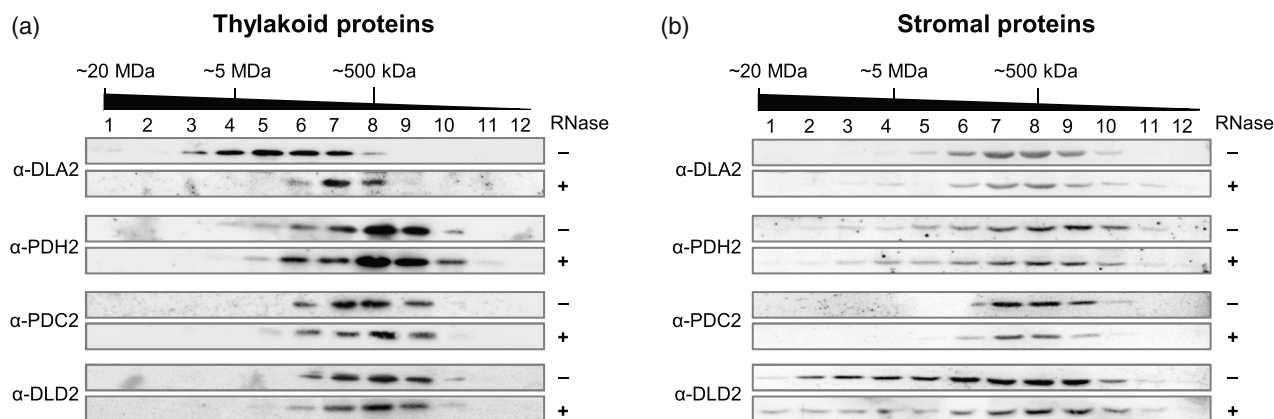 (a) Thylakoid proteins
~20 MDa ~5 MDa ~500 kDa
1 2 3 4 5 6 7 8 9 10 11 12 RNase
α-DLA2 –
+
α-PDH2 –
+
α-PDC2 –
+
α-DLD2 –
+
(b) Stromal proteins
~20 MDa ~5 MDa ~500 kDa
1 2 3 4 5 6 7 8 9 10 11 12 RNase
α-DLA2 –
+
α-PDH2 –
+
α-PDC2 –
+
α-DLD2 –
+